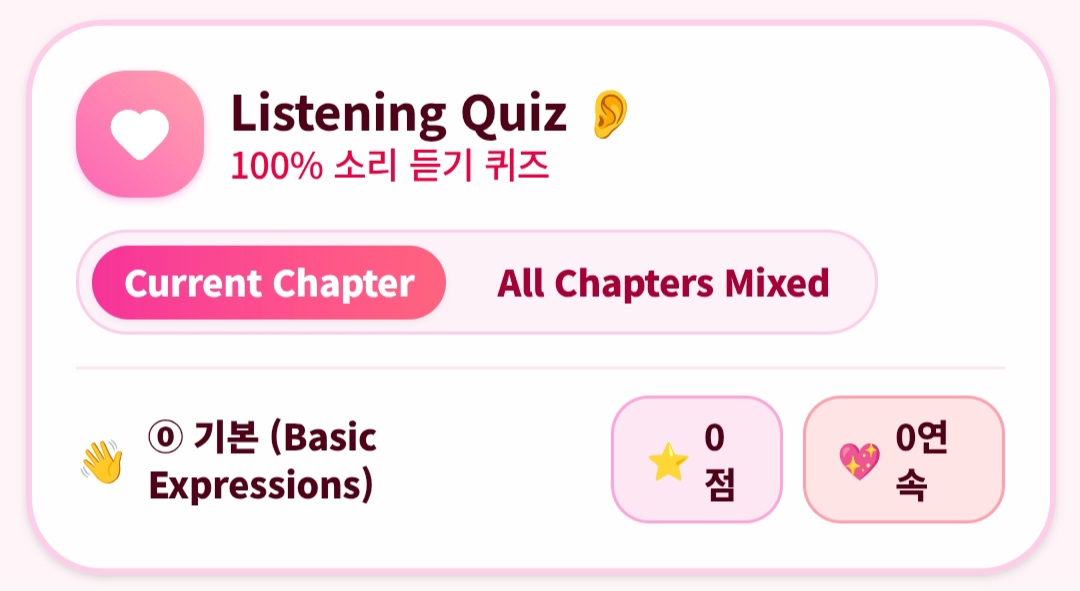 Listening Quiz 👂
100% 소리 듣기 퀴즈
Current Chapter
All Chapters Mixed
👋 ⓪ 기본 (Basic
Expressions)
⭐ 0
점
💖 0연
속